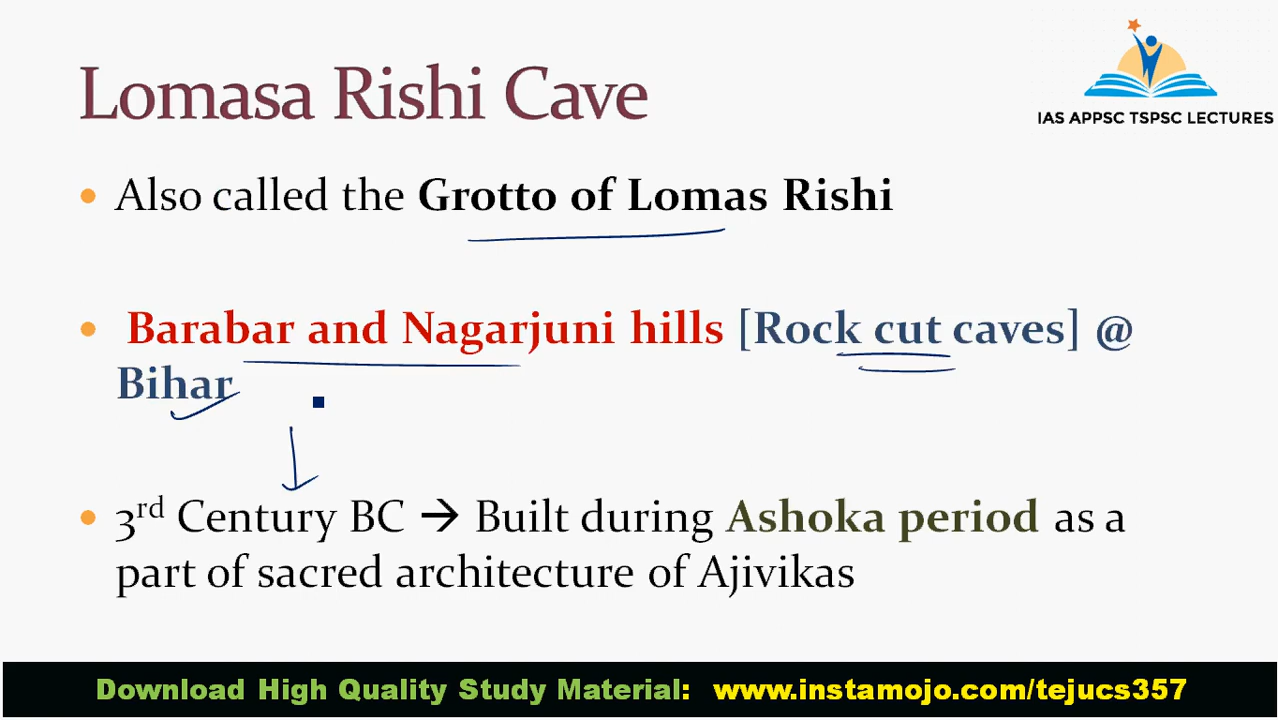 Lomasa Rishi Cave
IAS APPSC TSPSC LECTURES
• Also called the Grotto of Lomas Rishi
• Barabar and Nagarjuni hills [Rock cut caves] @
Bihar
• 3rd Century BC → Built during Ashoka period as a
part of sacred architecture of Ajivikas
Download High Quality Study Material: www.instamojo.com/tejucs357